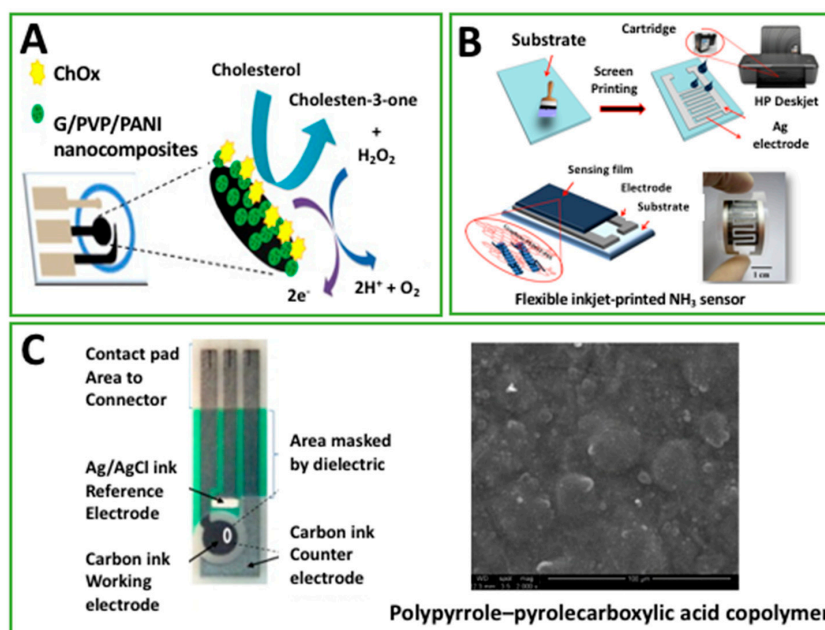 A
ChOx
G/PVP/PANI
nanocomposites
Cholesterol
Cholesten-3-one
+
H₂O₂
2e⁻
2H⁺ + O₂
B
Substrate
Screen
Printing
Cartridge
HP Deskjet
Ag
electrode
Sensing film
Electrode
Substrate
1 cm
Flexible inkjet-printed NH₃ sensor
C
Contact pad
Area to
Connector
Area masked
by dielectric
Ag/AgCl ink
Reference
Electrode
Carbon ink
Working
electrode
Carbon ink
Counter
electrode
WD spot mag
100 µm
Polypyrrole–pyrolecarboxylic acid copolymer